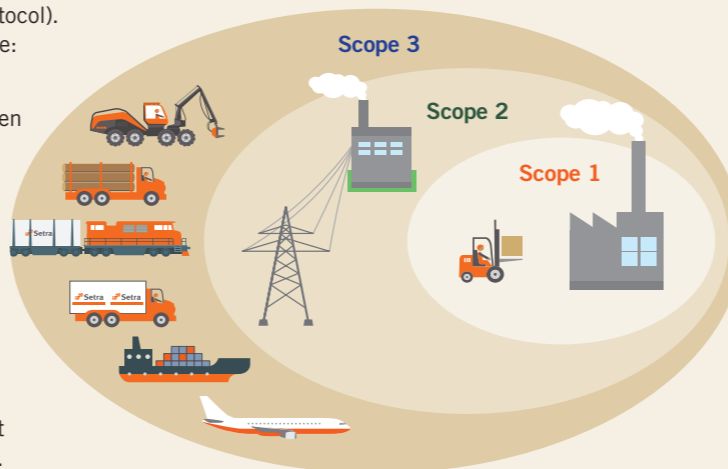 tocol).
e:
en
t
.
Scope 3
Scope 2
Scope 1
Setra
Setra Setra